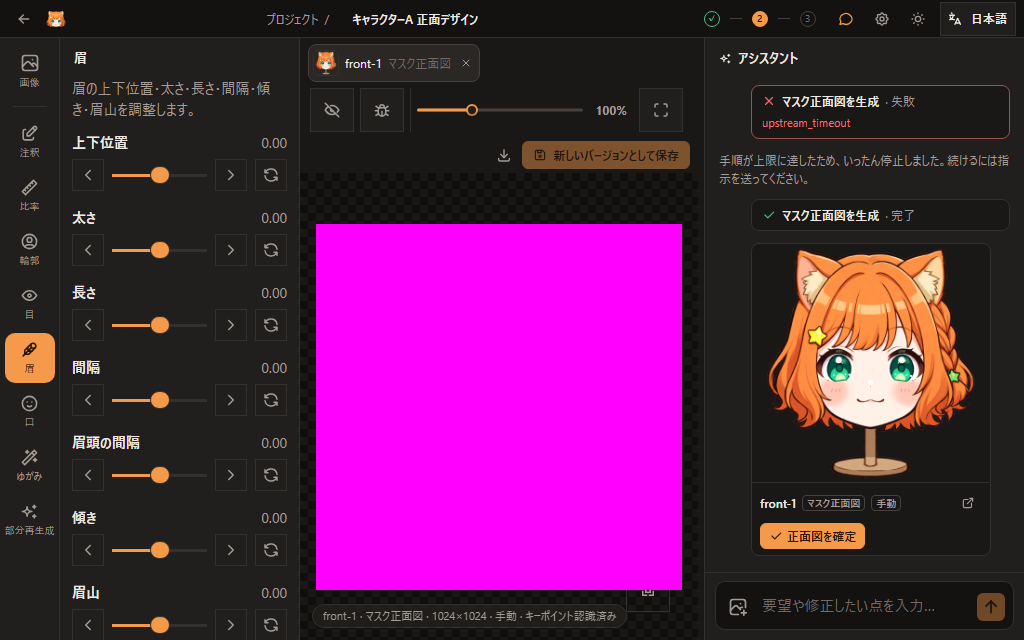 プロジェクト / キャラクターA 正面デザイン
2
3
日本語
画像
注釈
比率
輪郭
目
眉
口
ゆがみ
部分再生成
眉
眉の上下位置・太さ・長さ・間隔・傾
き・眉山を調整します。
上下位置 0.00
太さ 0.00
長さ 0.00
間隔 0.00
眉頭の間隔 0.00
傾き 0.00
眉山 0.00
front-1 マスク正面図
100%
新しいバージョンとして保存
front-1 · マスク正面図 · 1024×1024 · 手動 · キーポイント認識済み
アシスタント
マスク正面図を生成 · 失敗
upstream_timeout
手順が上限に達したため、いったん停止しました。続けるには指
示を送ってください。
マスク正面図を生成 · 完了
front-1 マスク正面図 手動
正面図を確定
要望や修正したい点を入力...